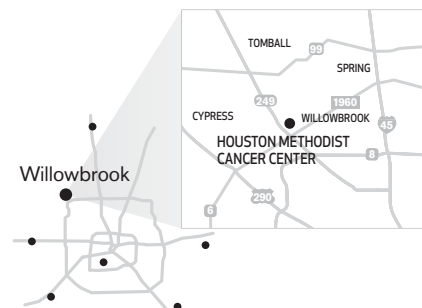 TOMBALL
99
SPRING
249
1960
CYPRESS
WILLOWBROOK
45
HOUSTON METHODIST
CANCER CENTER
8
Willowbrook
290
6